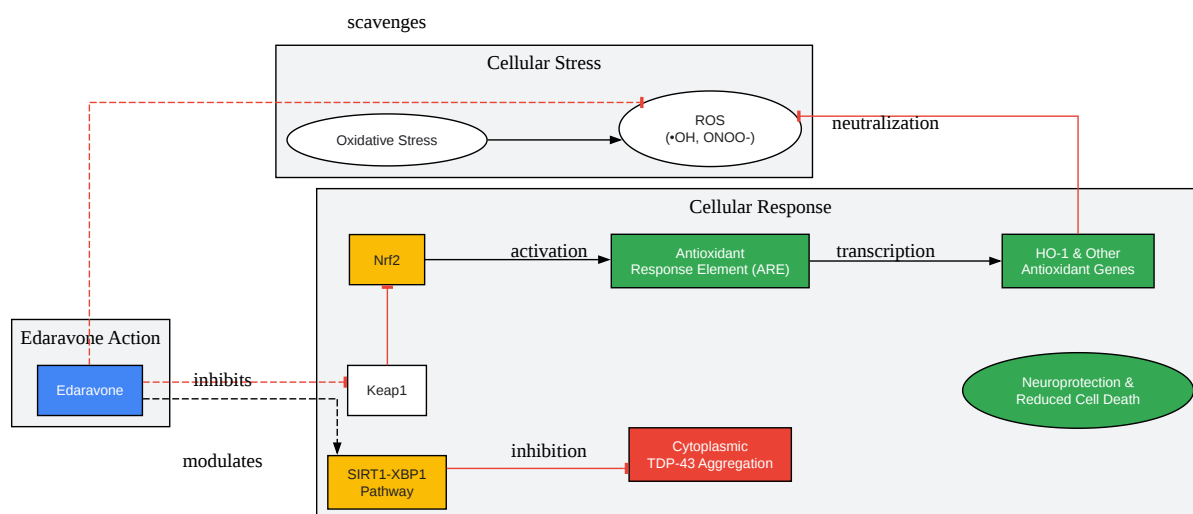 scavenges
Cellular Stress
ROS
(•OH, ONOO-)
Oxidative Stress
neutralization
Cellular Response
Nrf2
activation
Antioxidant
Response Element (ARE)
transcription
HO-1 & Other
Antioxidant Genes
Edaravone Action
Edaravone
inhibits
Keap1
Neuroprotection &
Reduced Cell Death
modulates
SIRT1-XBP1
Pathway
inhibition
Cytoplasmic
TDP-43 Aggregation